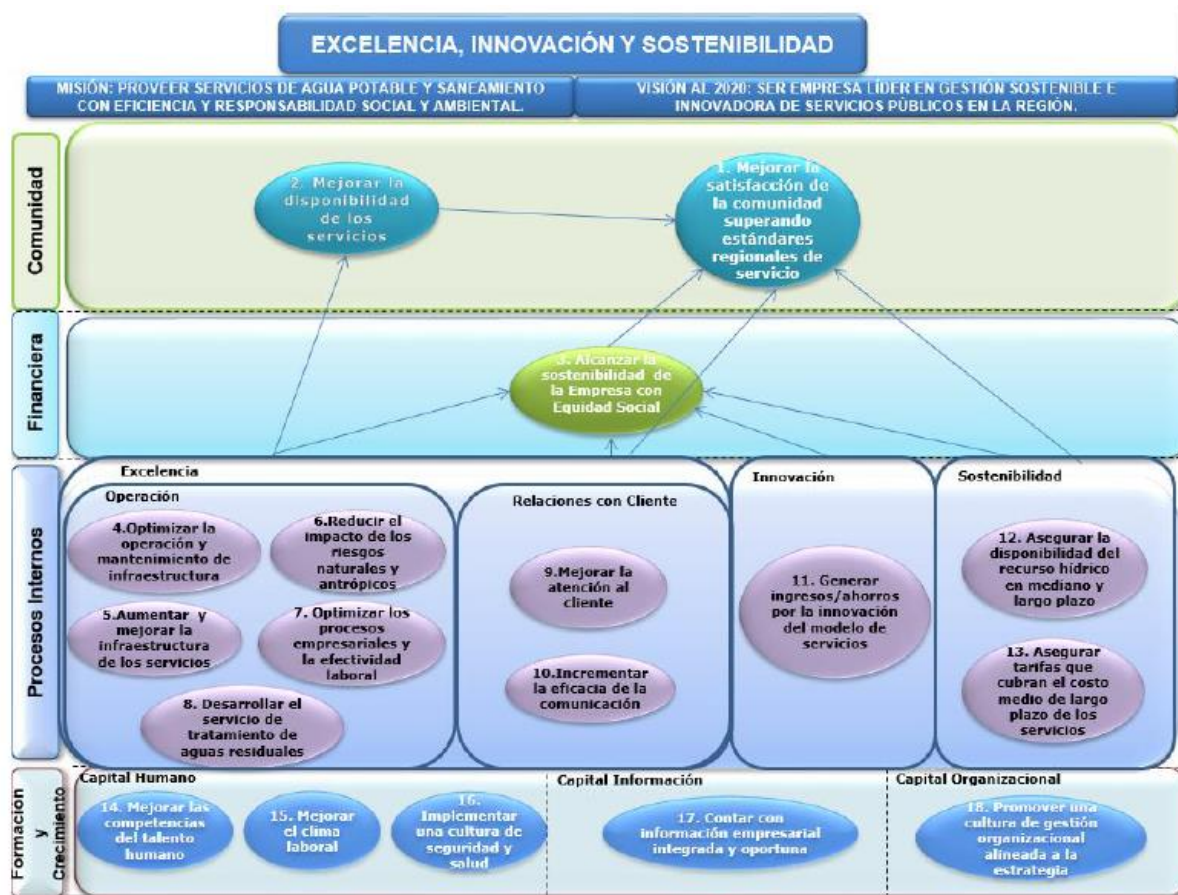 EXCELENCIA, INNOVACIÓN Y SOSTENIBILIDAD
MISIÓN: PROVEER SERVICIOS DE AGUA POTABLE Y SANEAMIENTO
CON EFICIENCIA Y RESPONSABILIDAD SOCIAL Y AMBIENTAL.
VISIÓN AL 2020: SER EMPRESA LÍDER EN GESTIÓN SOSTENIBLE E
INNOVADORA DE SERVICIOS PÚBLICOS EN LA REGIÓN.
Comunidad
2. Mejorar la
disponibilidad
de los
servicios
1. Mejorar la
satisfacción de
la comunidad
superando
estándares
regionales de
servicio
Financiera
3. Alcanzar la
sostenibilidad de
la Empresa con
Equidad Social
Procesos Internos
Excelencia
Operación
4.Optimizar la
operación y
mantenimiento de
infraestructura
6.Reducir el
impacto de los
riesgos
naturales y
antrópicos
5.Aumentar y
mejorar la
infraestructura
de los servicios
7. Optimizar los
procesos
empresariales y
la efectividad
laboral
8. Desarrollar el
servicio de
tratamiento de
aguas residuales
Relaciones con Cliente
9.Mejorar la
atención al
cliente
10.Incrementar
la eficacia de la
comunicación
Innovación
11. Generar
ingresos/ahorros
por la innovación
del modelo de
servicios
Sostenibilidad
12. Asegurar la
disponibilidad del
recurso hídrico
en mediano y
largo plazo
13. Asegurar
tarifas que
cubran el costo
medio de largo
plazo de los
servicios
Formación
y
Crecimiento
Capital Humano
14. Mejorar las
competencias
del talento
humano
15. Mejorar
el clima
laboral
16.
Implementar
una cultura de
seguridad y
salud
Capital Información
17. Contar con
información empresarial
integrada y oportuna
Capital Organizacional
18. Promover una
cultura de gestión
organizacional
alineada a la
estrategia